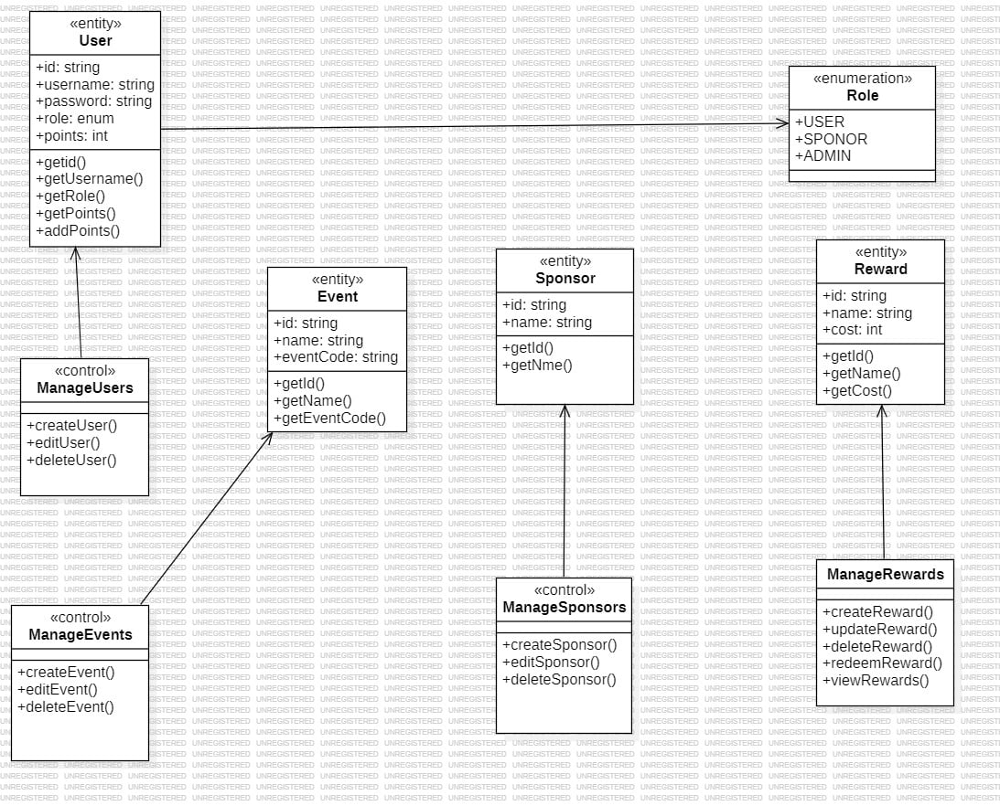 «entity»
User
+id: string
+username: string
+password: string
+role: enum
+points: int
+getid()
+getUsername()
+getRole()
+getPoints()
+addPoints()
«enumeration»
Role
+USER
+SPONOR
+ADMIN
«entity»
Event
+id: string
+name: string
+eventCode: string
+getId()
+getName()
+getEventCode()
«entity»
Sponsor
+id: string
+name: string
+getId()
+getNme()
«entity»
Reward
+id: string
+name: string
+cost: int
+getId()
+getName()
+getCost()
«control»
ManageUsers
+createUser()
+editUser()
+deleteUser()
«control»
ManageEvents
+createEvent()
+editEvent()
+deleteEvent()
«control»
ManageSponsors
+createSponsor()
+editSponsor()
+deleteSponsor()
ManageRewards
+createReward()
+updateReward()
+deleteReward()
+redeemReward()
+viewRewards()
UNREGISTERED